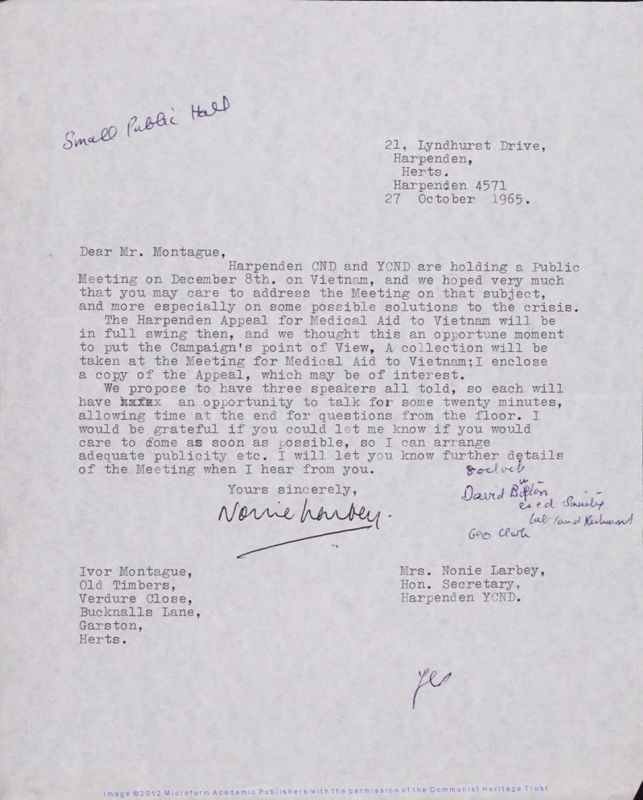 Small Public Hall
21, Lyndhurst Drive,
Harpenden,
Herts.
Harpenden 4571
27 October 1965.
Dear Mr. Montague,
Harpenden CND and YCND are holding a Public
Meeting on December 8th. on Vietnam, and we hoped very much
that you may care to address the Meeting on that subject,
and more especially on some possible solutions to the crisis.
The Harpenden Appeal for Medical Aid to Vietnam will be
in full swing then, and we thought this an opportune moment
to put the Campaign's point of View, A collection will be
taken at the Meeting for Medical Aid to Vietnam;I enclose
a copy of the Appeal, which may be of interest.
We propose to have three speakers all told, so each will
have an opportunity to talk for some twenty minutes,
allowing time at the end for questions from the floor. I
would be grateful if you could let me know if you would
care to come as soon as possible, so I can arrange
adequate publicity etc. I will let you know further details
of the Meeting when I hear from you.
8 oclock
Yours sincerely,
David
Nonie Larbey.
Geo Clark
Ivor Montague,
Old Timbers,
Verdure Close,
Bucknalls Lane,
Garston,
Herts.
Mrs. Nonie Larbey,
Hon. Secretary,
Harpenden YCND.
Yes
Image ©2012 Microform Academic Publishers with the permission of the Communist Heritage Trust